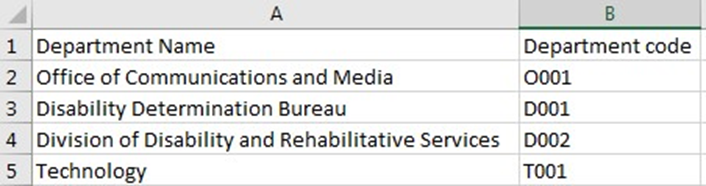 A B
1 Department Name Department code
2 Office of Communications and Media O001
3 Disability Determination Bureau D001
4 Division of Disability and Rehabilitative Services D002
5 Technology T001